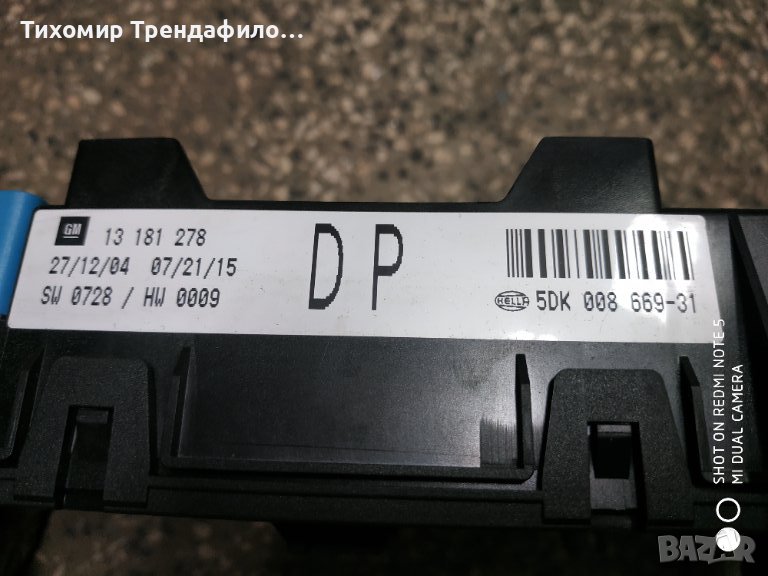 Тихомир Трендафило...
GM 13 181 278
27/12/04 07/21/15
SW 0728 / HW 0009
DP
HELLA 5DK 008 669-31
SHOT ON REDMI NOTE 5
MI DUAL CAMERA
BAZAR